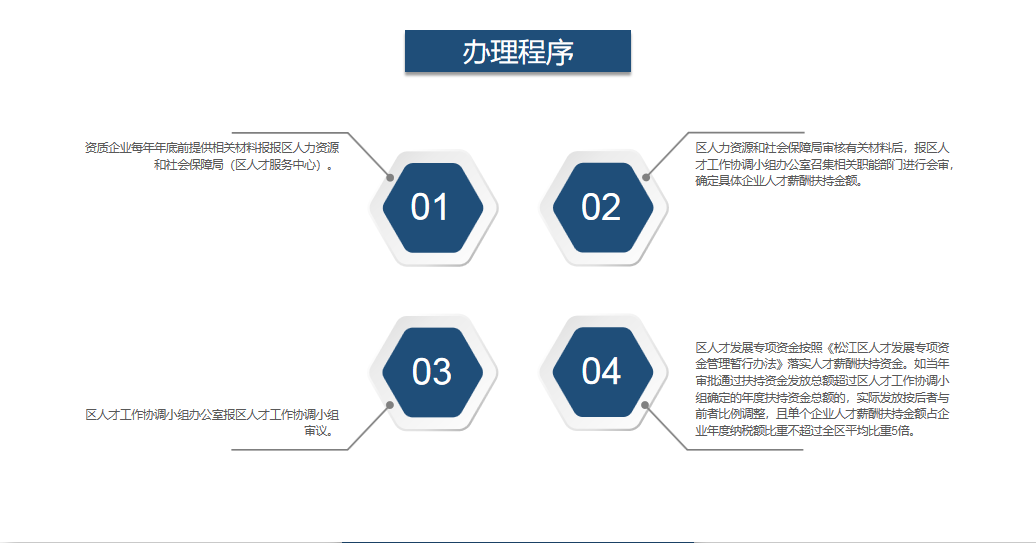 办理程序
资质企业每年年底前提供相关材料报报区人力资源
和社会保障局（区人才服务中心）。
01
02
区人力资源和社会保障局审核有关材料后，报区人
才工作协调小组办公室召集相关职能部门进行会审，
确定具体企业人才薪酬扶持金额。
03
区人才工作协调小组办公室报区人才工作协调小组
审议。
04
区人才发展专项资金按照《松江区人才发展专项资
金管理暂行办法》落实人才薪酬扶持资金。如当年
审批通过扶持资金发放总额超过区人才工作协调小
组确定的年度扶持资金总额的，实际发放按后者与
前者比例调整，且单个企业人才薪酬扶持金额占企
业年度纳税额比重不超过全区平均比重5倍。